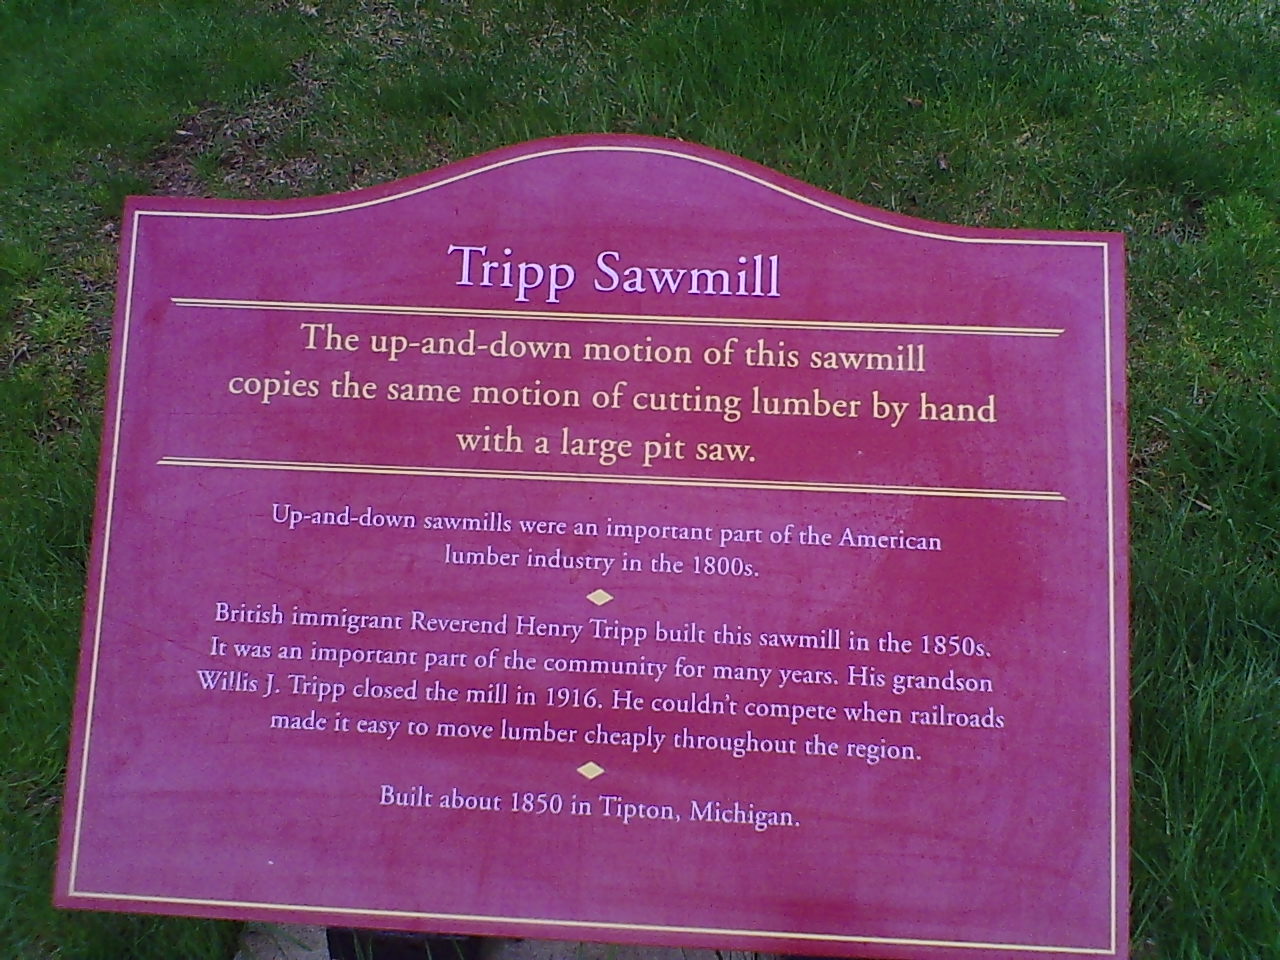 Tripp Sawmill
The up-and-down motion of this sawmill
copies the same motion of cutting lumber by hand
with a large pit saw.
Up-and-down sawmills were an important part of the American
lumber industry in the 1800s.
British immigrant Reverend Henry Tripp built this sawmill in the 1850s.
It was an important part of the community for many years. His grandson
Willis J. Tripp closed the mill in 1916. He couldn't compete when railroads
made it easy to move lumber cheaply throughout the region.
Built about 1850 in Tipton, Michigan.